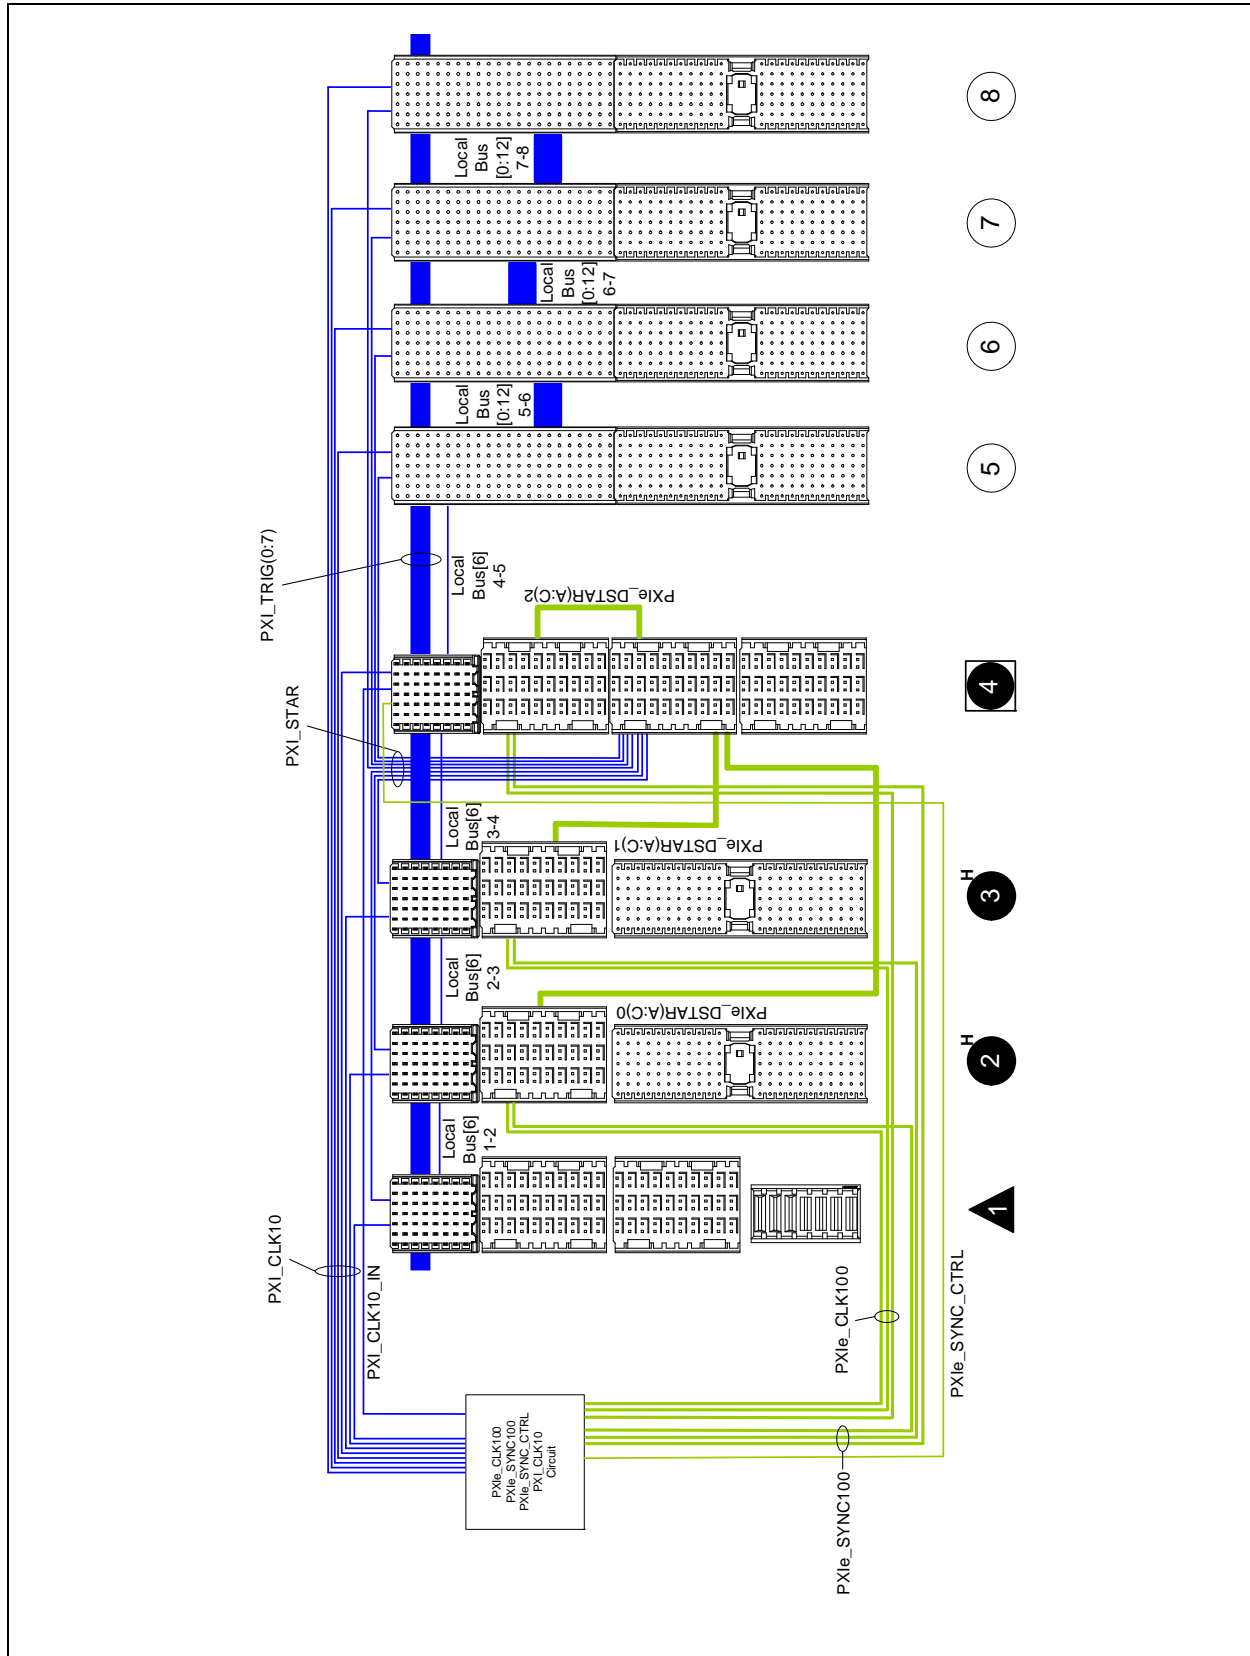 PXI_CLK10
PXI_CLK10_IN
PXI_STAR
PXI_TRIG(0:7)
PXIe_CLK100
PXIe_SYNC100
PXIe_SYNC_CTRL
PXI_CLK10
Circuit
Local
Bus[6]
1-2
Local
Bus[6]
2-3
Local
Bus[6]
3-4
Local
Bus[6]
4-5
Local
Bus
[0:12]
5-6
Local
Bus
[0:12]
6-7
Local
Bus
[0:12]
7-8
PXIe_DSTAR(A:C)0
PXIe_DSTAR(A:C)1
PXIe_DSTAR(A:C)2
PXIe_SYNC100
PXIe_CLK100
PXIe_SYNC_CTRL
1
2
H
3
H
4
5
6
7
8